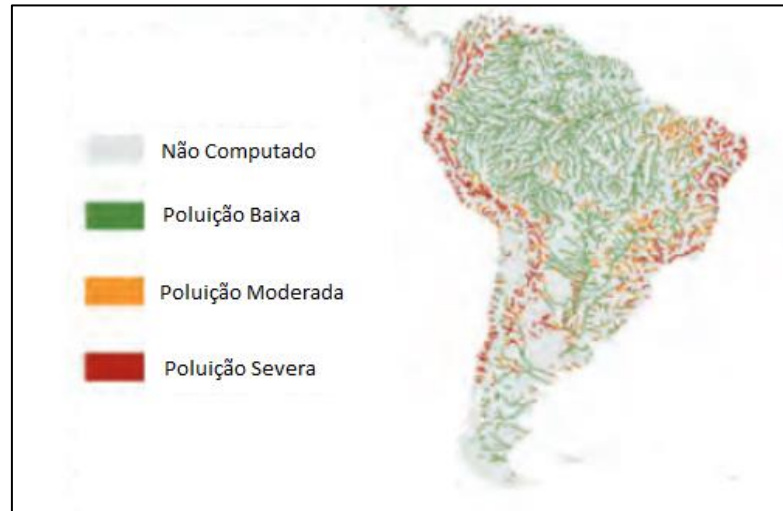 Não Computado
Poluição Baixa
Poluição Moderada
Poluição Severa